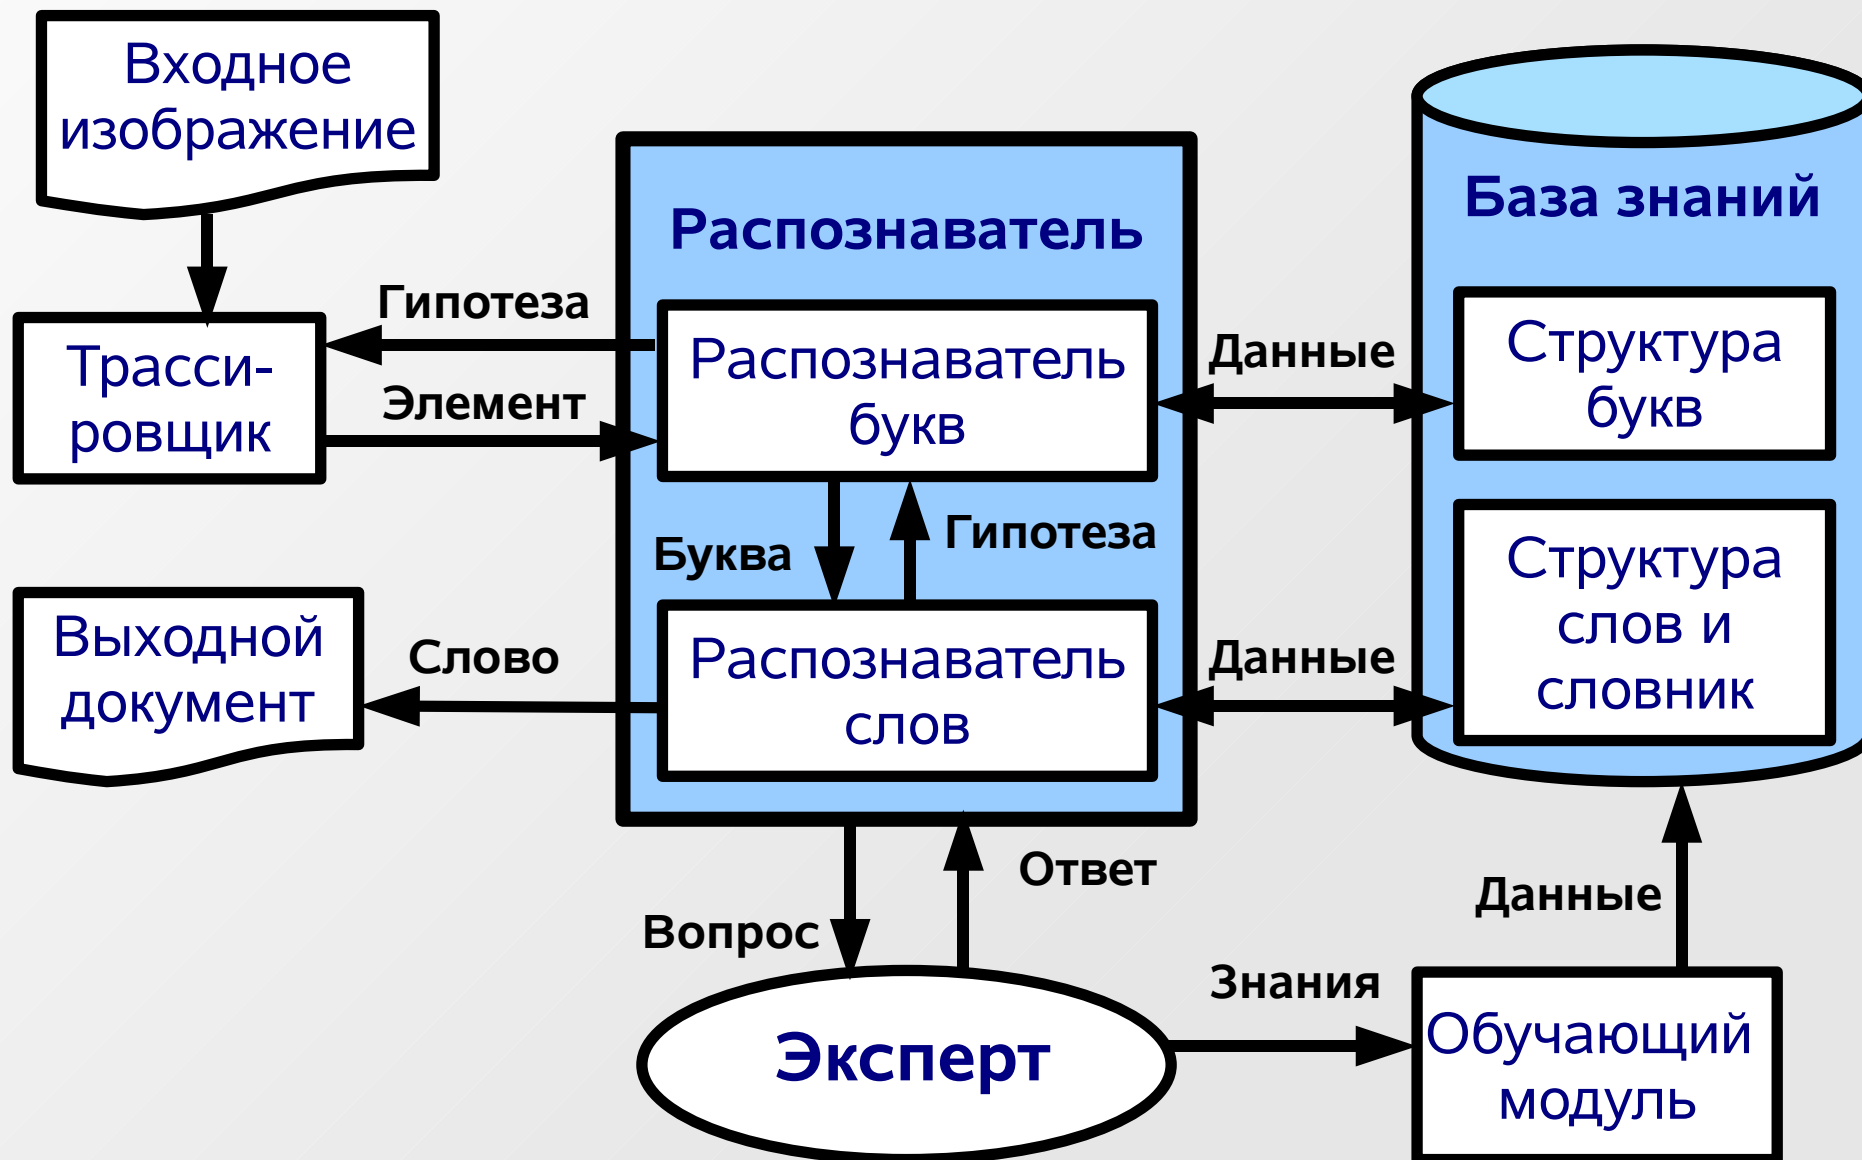 Входное
изображение
Трасси-
ровщик
Гипотеза
Элемент
Распознаватель
Распознаватель
букв
Буква
Гипотеза
Распознаватель
слов
Данные
Данные
База знаний
Структура
букв
Структура
слов и
словник
Выходной
документ
Слово
Вопрос
Ответ
Эксперт
Знания
Данные
Обучающий
модуль